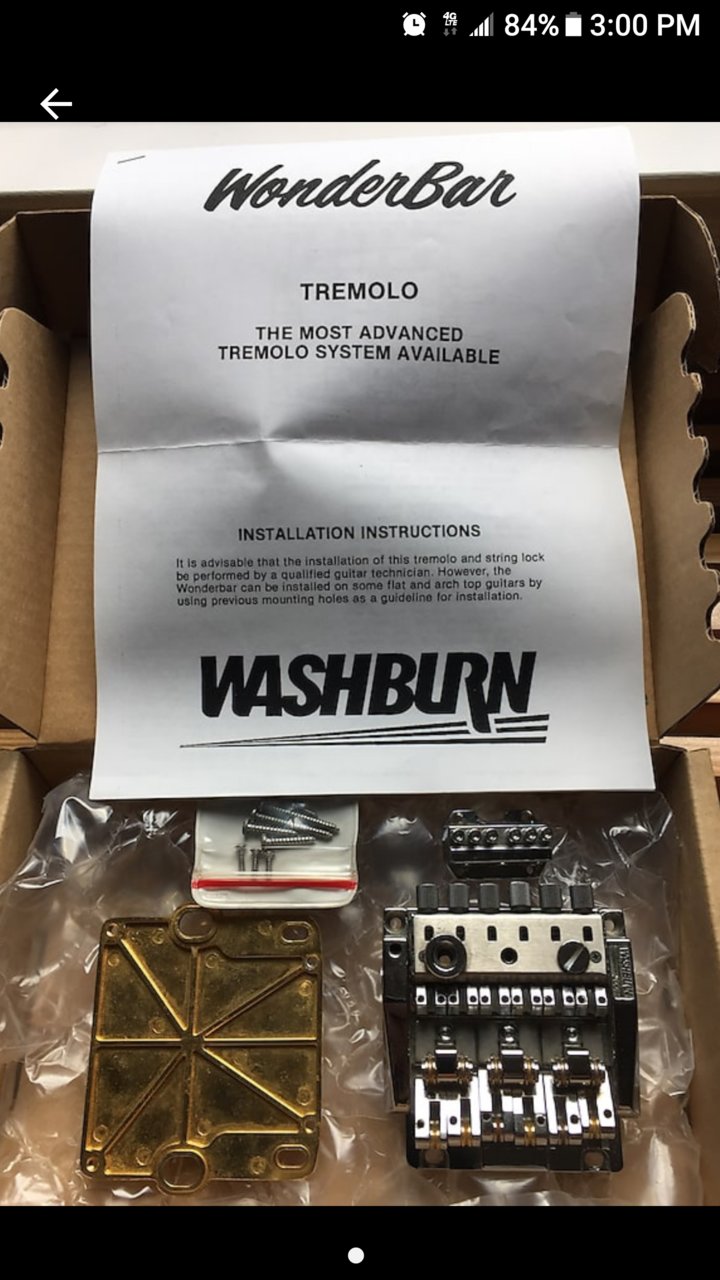 4G
LTE
84%
3:00 PM
WonderBar
TREMOLO
THE MOST ADVANCED
TREMOLO SYSTEM AVAILABLE
INSTALLATION INSTRUCTIONS
It is advisable that the installation of this tremolo and string lock
be performed by a qualified guitar technician. However, the
Wonderbar can be installed on some flat and arch top guitars by
using previous mounting holes as a guideline for installation.
WASHBURN